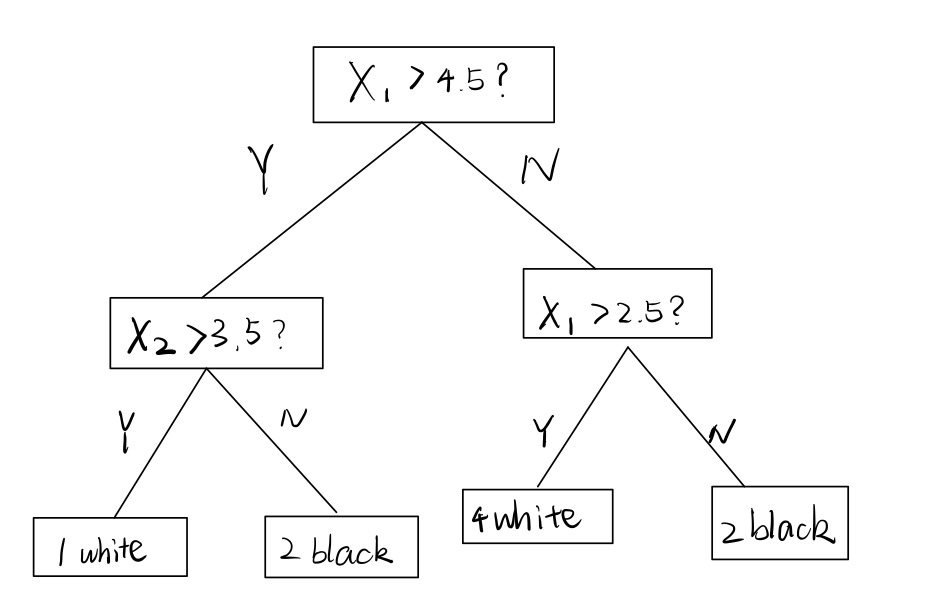 X₁ > 4.5?
Y
N
X₂ > 3.5?
X₁ > 2.5?
Y
N
Y
N
1 white
2 black
4 white
2 black